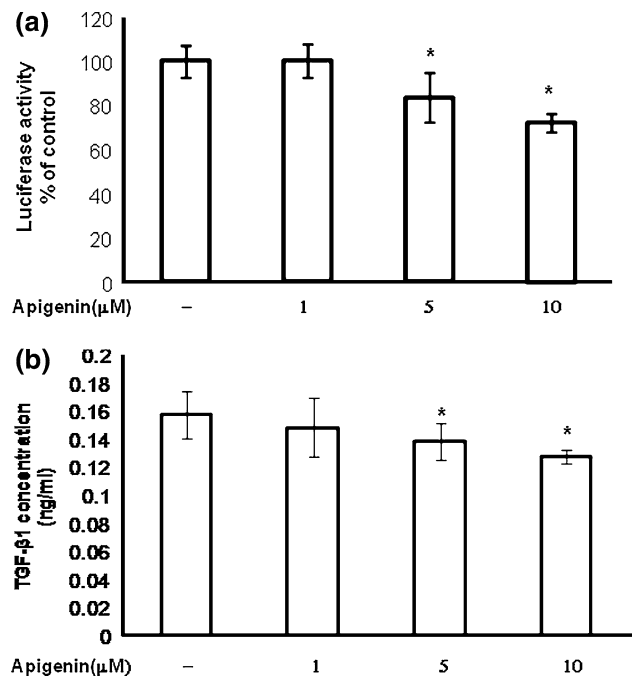 (a)
Luciferase activity
% of control
120
100
80
60
40
20
0
*
*
Apigenin(μM) – 1 5 10
(b)
TGF-β1 concentration
(ng/ml)
0.2
0.18
0.16
0.14
0.12
0.1
0.08
0.06
0.04
0.02
0
*
*
Apigenin(μM) – 1 5 10